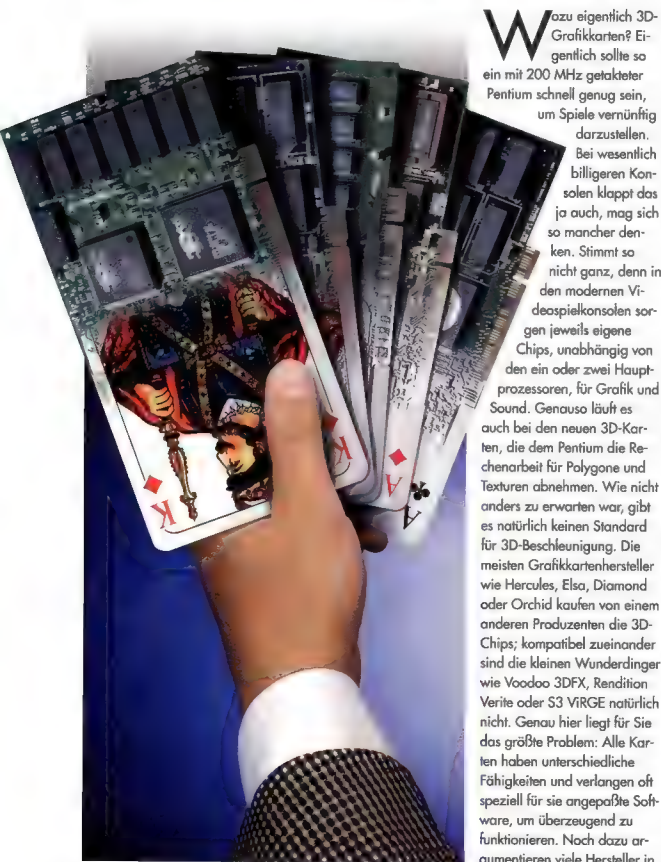 Wozu eigentlich 3D-
Grafikkarten? Ei-
gentlich sollte so
ein mit 200 MHz getakteter
Pentium schnell genug sein,
um Spiele vernünftig
darzustellen.
Bei wesentlich
billigeren Kon-
solen klappt das
ja auch, mag sich
so mancher den-
ken. Stimmt so
nicht ganz, denn in
den modernen Vi-
deospielkonsolen sor-
gen jeweils eigene
Chips, unabhängig von
den ein oder zwei Haupt-
prozessoren, für Grafik und
Sound. Genauso läuft es
auch bei den neuen 3D-Kar-
ten, die dem Pentium die Re-
chenarbeit für Polygone und
Texturen abnehmen. Wie nicht
anders zu erwarten war, gibt
es natürlich keinen Standard
für 3D-Beschleunigung. Die
meisten Grafikkartenhersteller
wie Hercules, Elsa, Diamond
oder Orchid kaufen von einem
anderen Produzenten die 3D-
Chips; kompatibel zueinander
sind die kleinen Wunderdinger
wie Voodoo 3DFX, Rendition
Verite oder S3 ViRGE natürlich
nicht. Genau hier liegt für Sie
das größte Problem: Alle Kar-
ten haben unterschiedliche
Fähigkeiten und verlangen oft
speziell für sie angepaßte Soft-
ware, um überzeugend zu
funktionieren. Noch dazu ar-
gumentieren viele Hersteller in
K
K
A
A